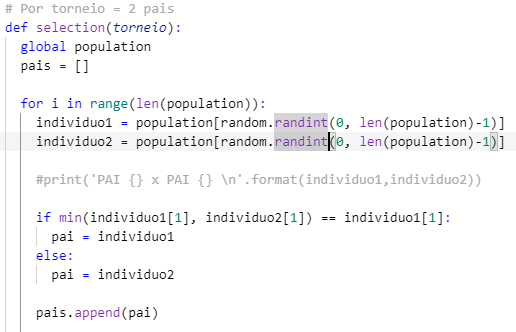 # Por torneio = 2 pais
def selection(torneio):
  global population
  pais = []

  for i in range(len(population)):
    individuo1 = population[random.randint(0, len(population)-1)]
    individuo2 = population[random.randint(0, len(population)-1)]

    #print('PAI {} x PAI {} \n'.format(individuo1,individuo2))

    if min(individuo1[1], individuo2[1]) == individuo1[1]:
      pai = individuo1
    else:
      pai = individuo2

    pais.append(pai)